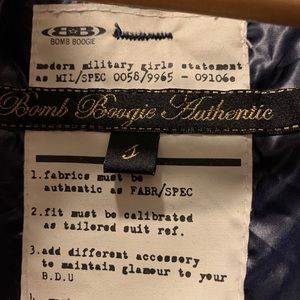 BOMB BOOGIE
modern military girls statement
as MIL/SPEC 0058/9965 - 09106e
Bomb Boogie Authentic
S
1.fabrics must be
authentic as FABR/SPEC
2.fit must be calibrated
as tailored suit ref.
3.add different accessory
to maintain glamour to your
B.D.U